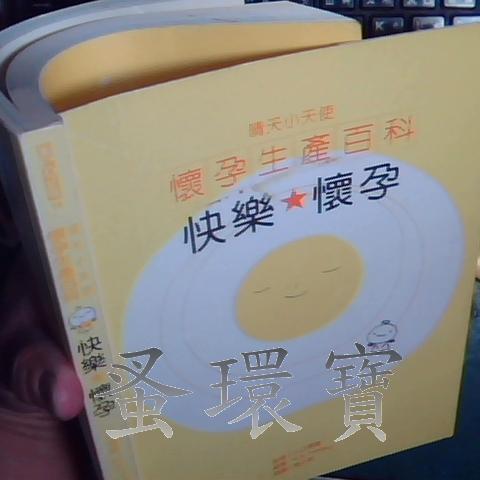 晴天小天使
懷孕生產百科
快樂★懷孕
快樂★懷孕
蚤環寶